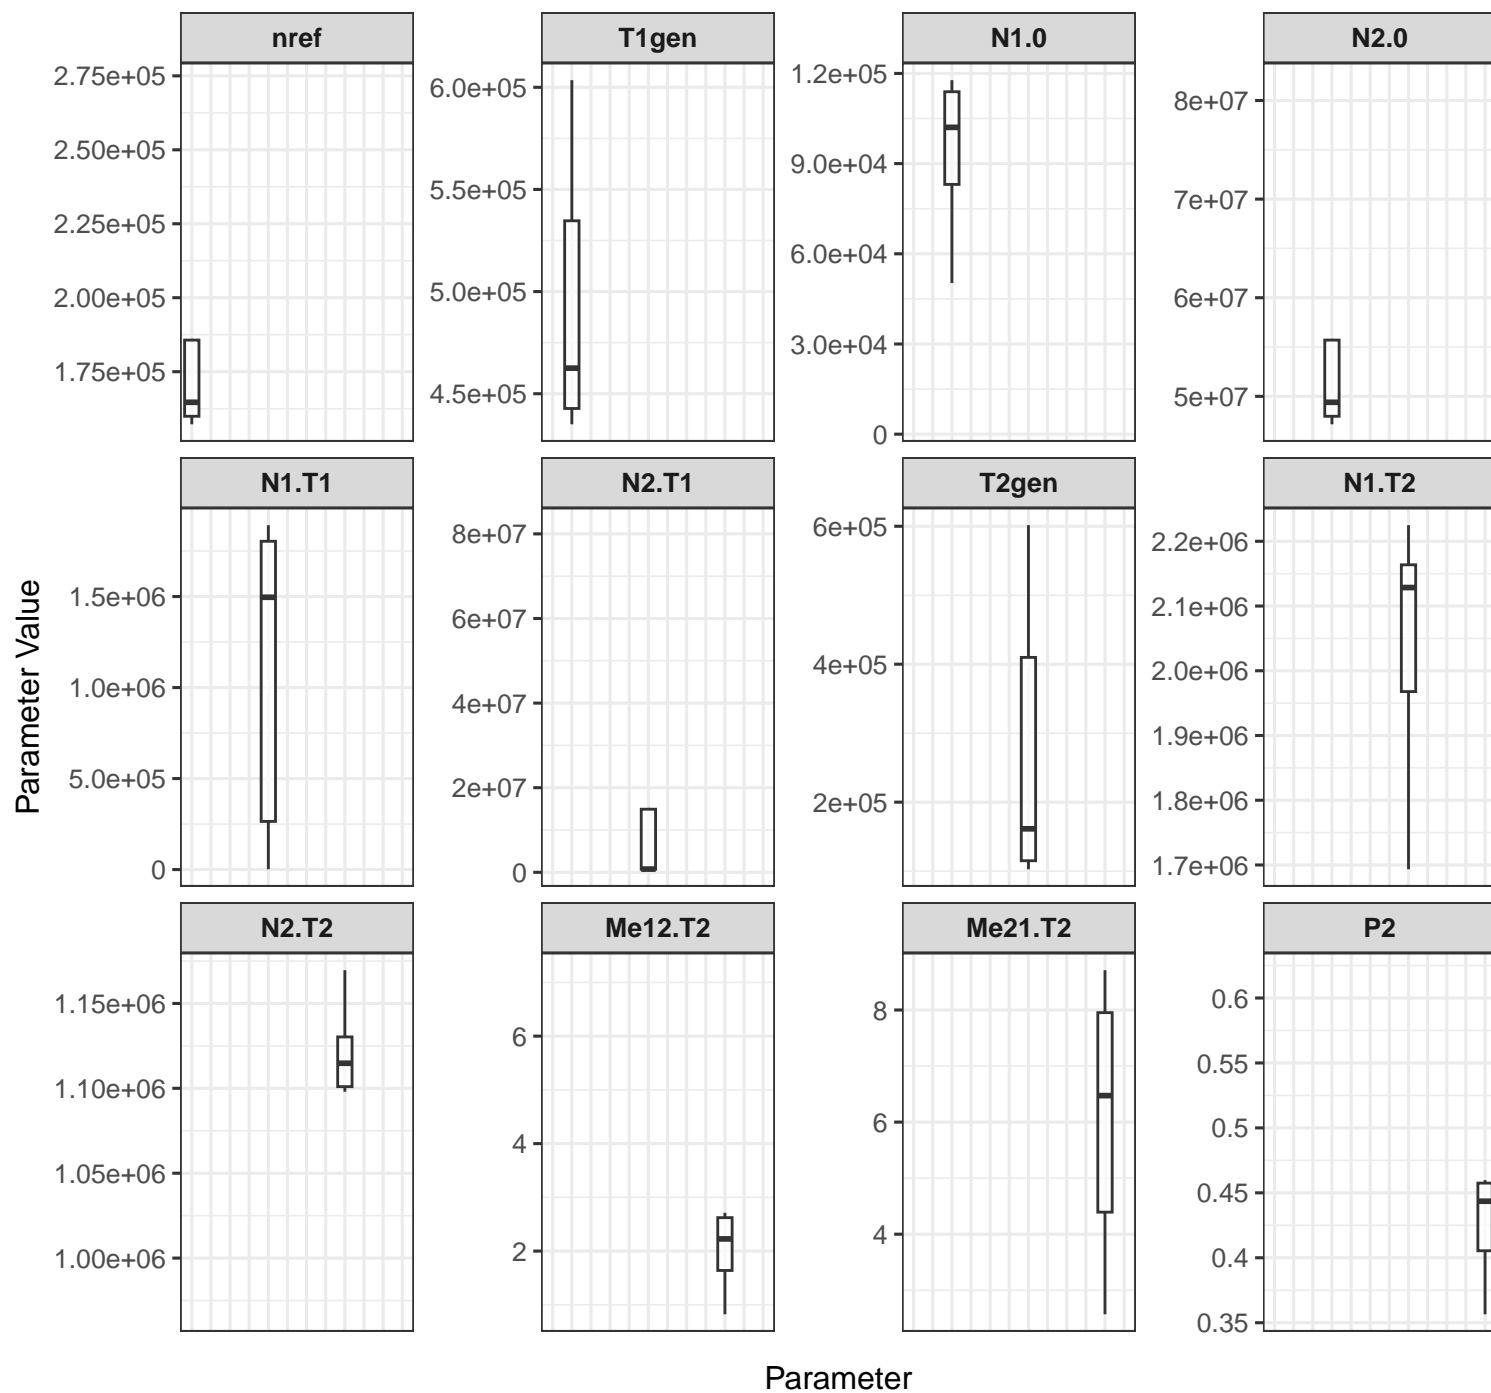 nref
T1gen
N1.0
N2.0
2.75e+05
2.50e+05
2.25e+05
2.00e+05
1.75e+05
6.0e+05
5.5e+05
5.0e+05
4.5e+05
1.2e+05
9.0e+04
6.0e+04
3.0e+04
0
8e+07
7e+07
6e+07
5e+07
N1.T1
N2.T1
T2gen
N1.T2
1.5e+06
1.0e+06
5.0e+05
0
8e+07
6e+07
4e+07
2e+07
0
6e+05
4e+05
2e+05
2.2e+06
2.1e+06
2.0e+06
1.9e+06
1.8e+06
1.7e+06
N2.T2
Me12.T2
Me21.T2
P2
1.15e+06
1.10e+06
1.05e+06
1.00e+06
6
4
2
8
6
4
0.6
0.55
0.5
0.45
0.4
0.35
Parameter Value
Parameter